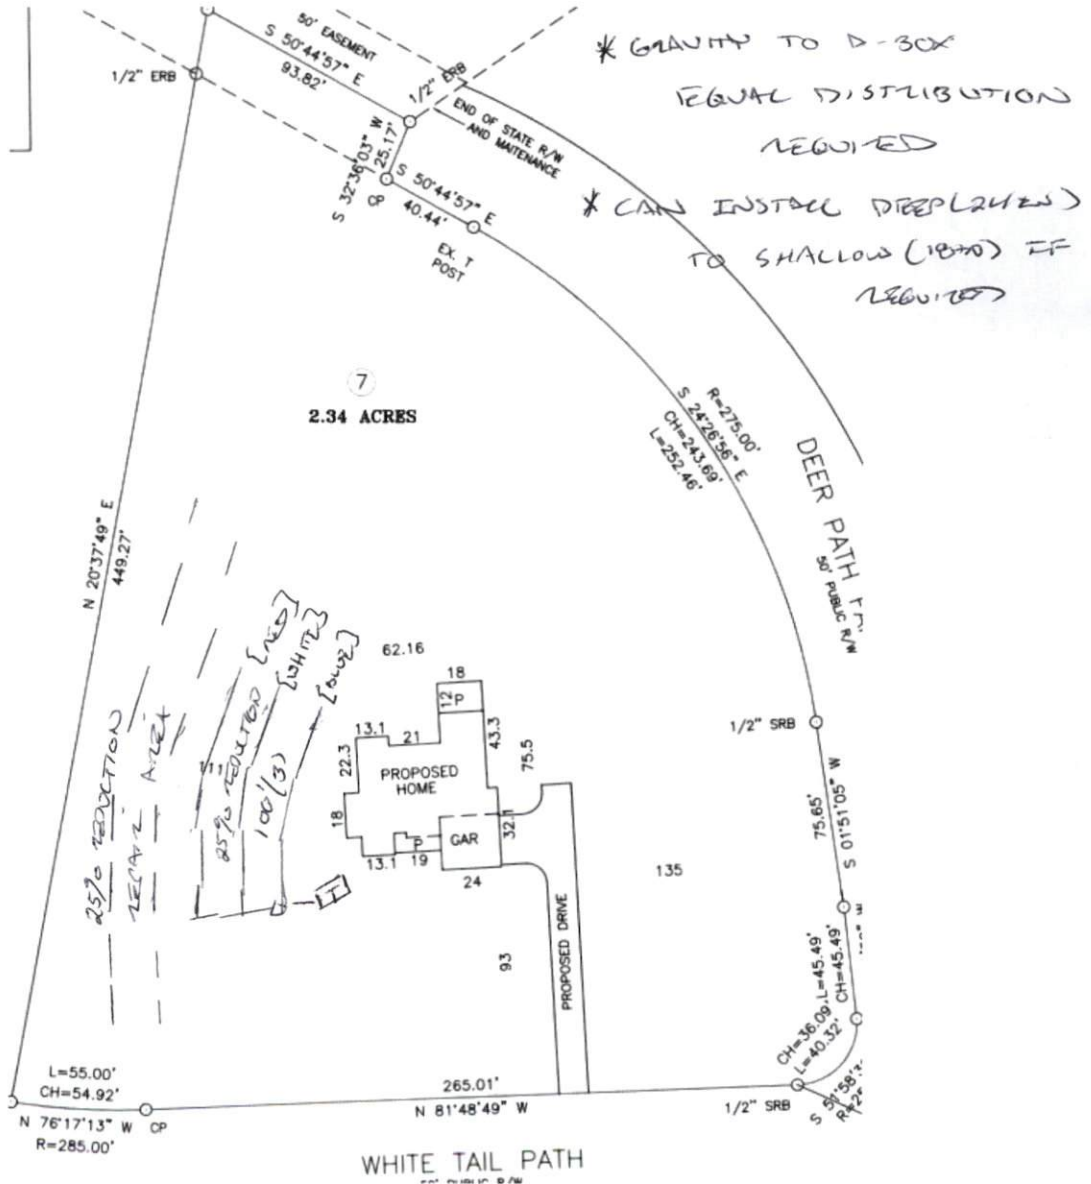 50' EASEMENT
S 50°44'57" E
93.82'
1/2" ERB
1/2" ERB
END OF STATE R/W
AND MAITENANCE
S 32°36'03" W
25.17'
CP
S 50°44'57" E
40.44'
EX. T
POST
* GRAVITY TO D-BOX
EQUAL DISTRIBUTION
REQUIRED
* CAN INSTALL DEEP
TO SHALLOW IF
REQUIRED
7
2.34 ACRES
R=275.00'
S 24°26'56" E
CH=243.69'
L=252.46'
DEER PATH
50' PUBLIC R/W
N 20°37'49" E
449.27'
[RED]
[WHITE]
[BLUE]
25% REDUCTION
100'(3)
111
25% REDUCTION
REPAIR AREA
62.16
18
12
P
13.1
21
22.3
43.3
75.5
PROPOSED
HOME
18
13.1
P
19
GAR
32.1
24
T
93
PROPOSED DRIVE
135
1/2" SRB
75.65'
S 01°51'05" W
L=45.49'
CH=45.49'
CH=36.09'
L=40.32'
1/2" SRB
L=55.00'
CH=54.92'
N 76°17'13" W
CP
R=285.00'
265.01'
N 81°48'49" W
WHITE TAIL PATH
50' PUBLIC R/W